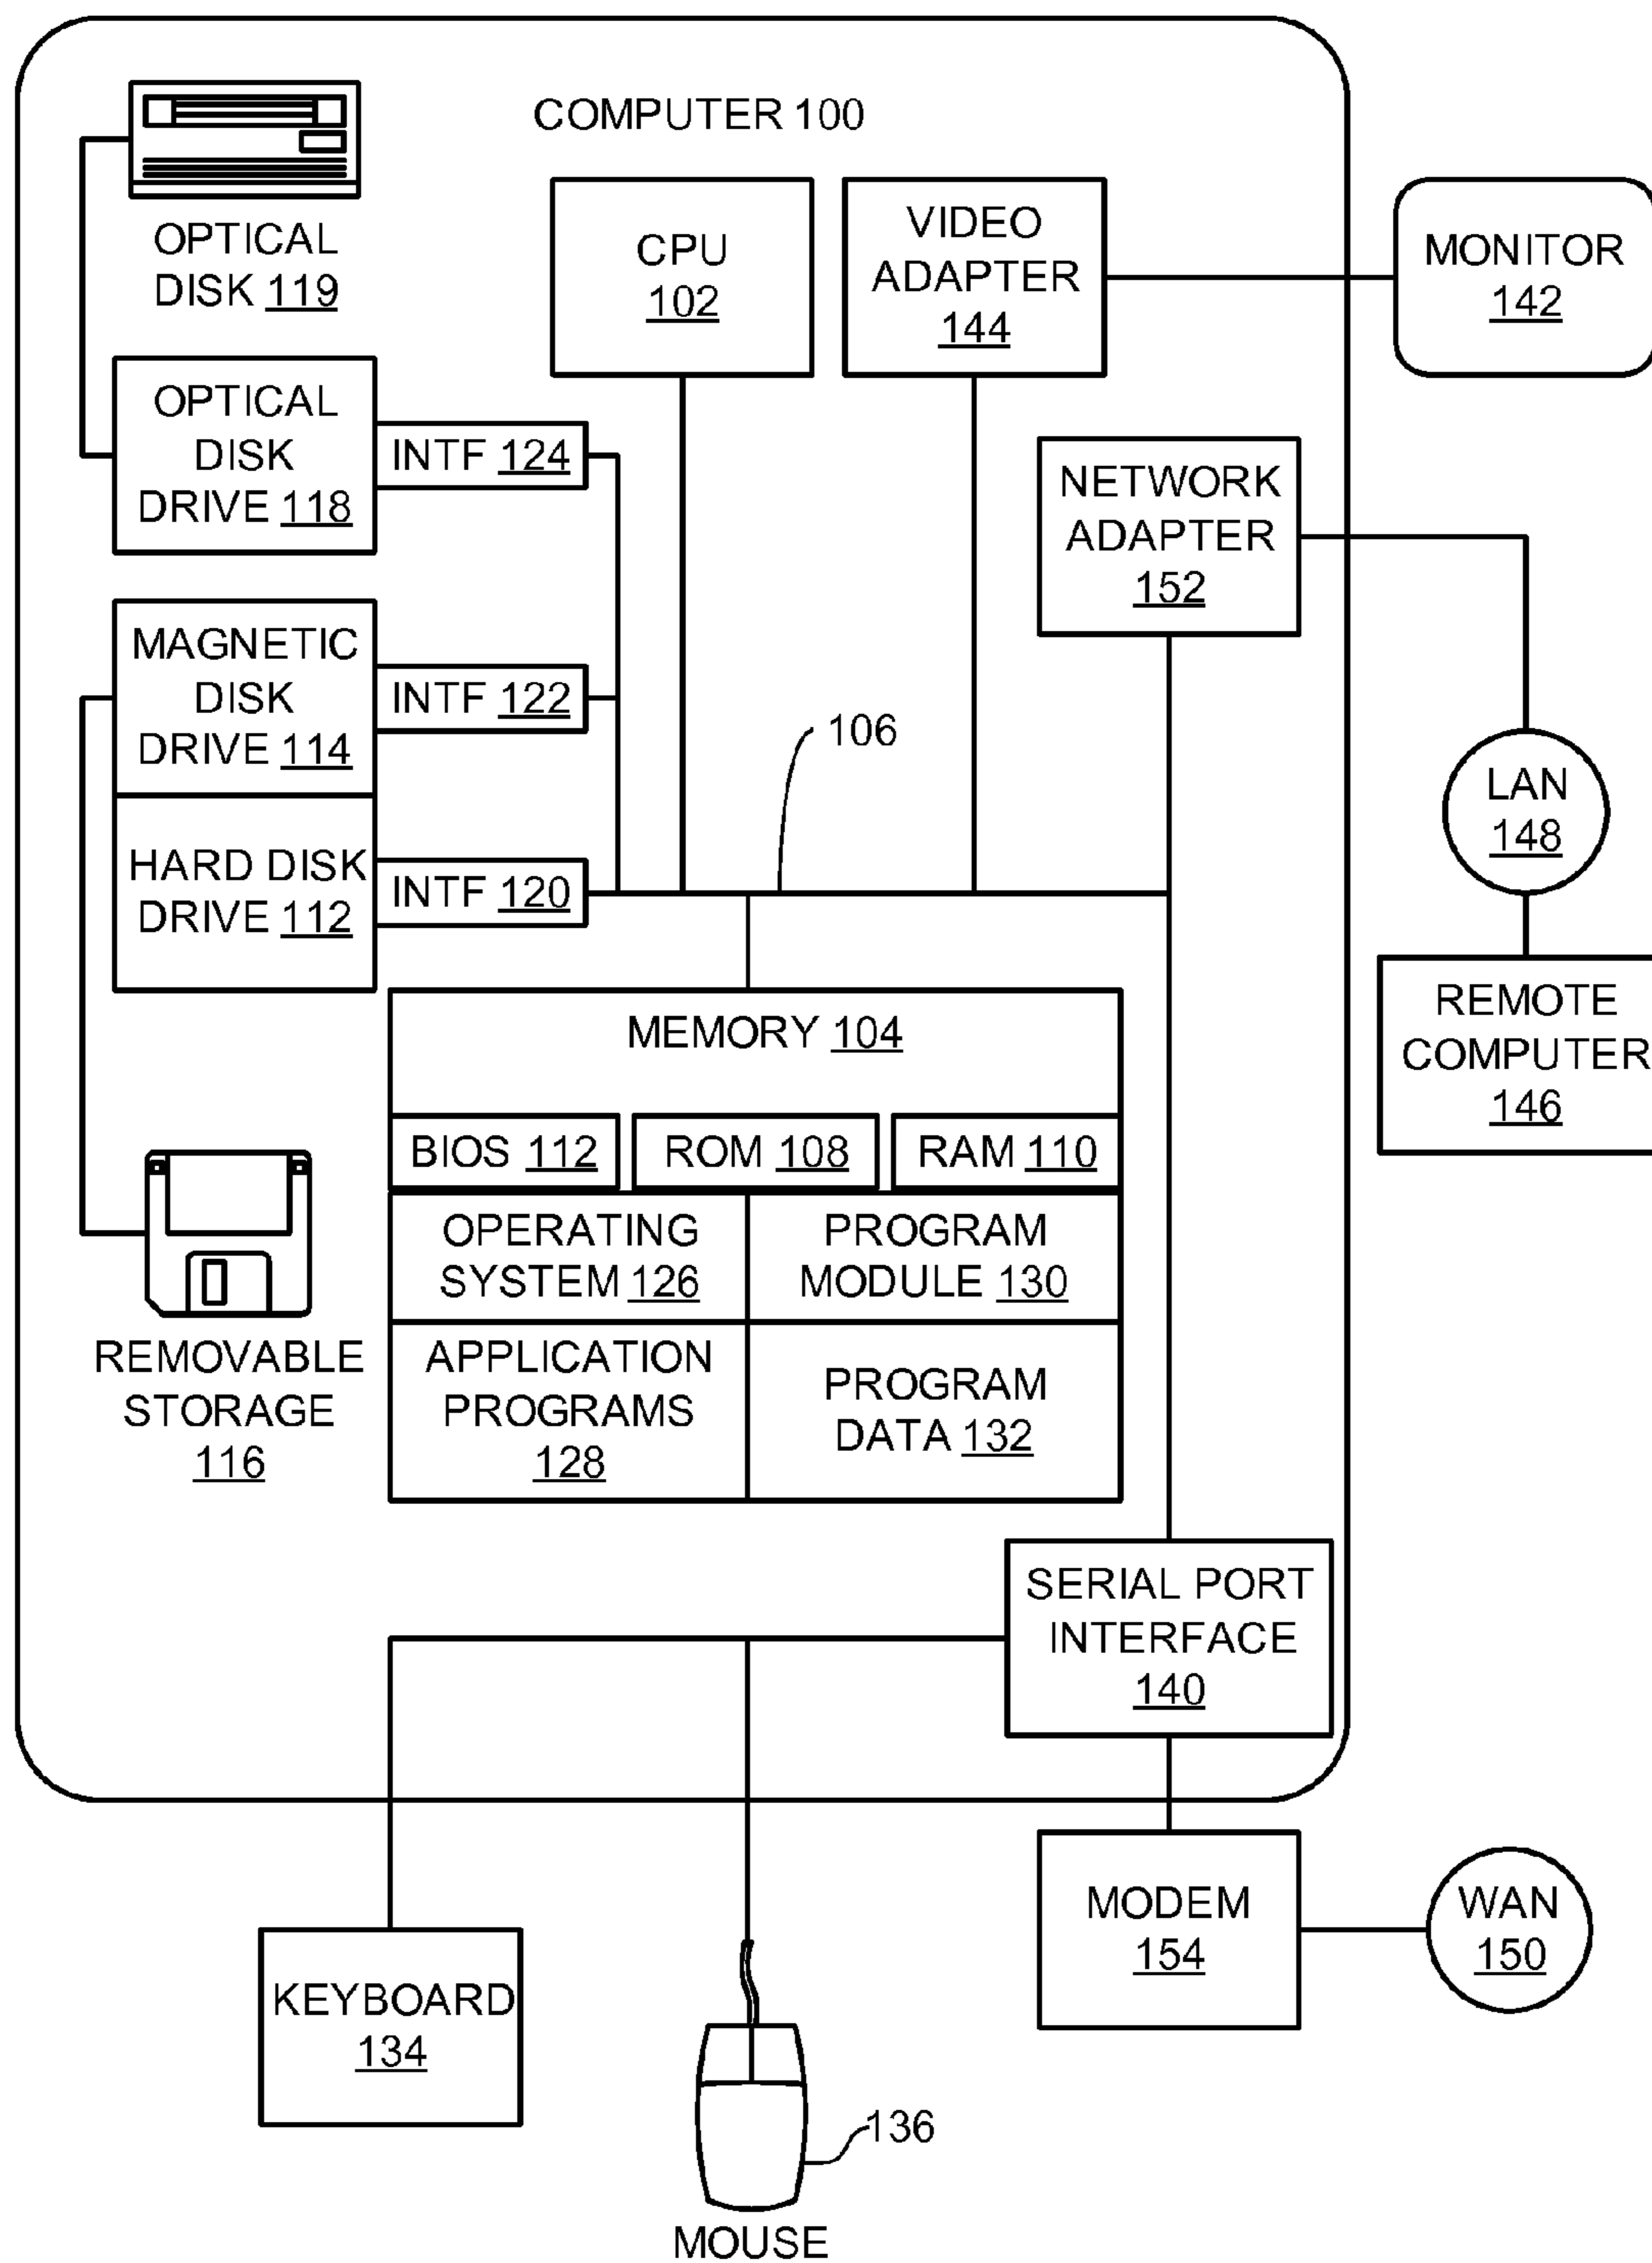 COMPUTER 100
OPTICAL
DISK 119
CPU
102
VIDEO
ADAPTER
144
MONITOR
142
OPTICAL
DISK
DRIVE 118
INTF 124
NETWORK
ADAPTER
152
MAGNETIC
DISK
DRIVE 114
INTF 122
106
LAN
148
HARD DISK
DRIVE 112
INTF 120
REMOTE
COMPUTER
146
MEMORY 104
BIOS 112
ROM 108
RAM 110
OPERATING
SYSTEM 126
PROGRAM
MODULE 130
REMOVABLE
STORAGE
116
APPLICATION
PROGRAMS
128
PROGRAM
DATA 132
SERIAL PORT
INTERFACE
140
MODEM
154
WAN
150
KEYBOARD
134
136
MOUSE